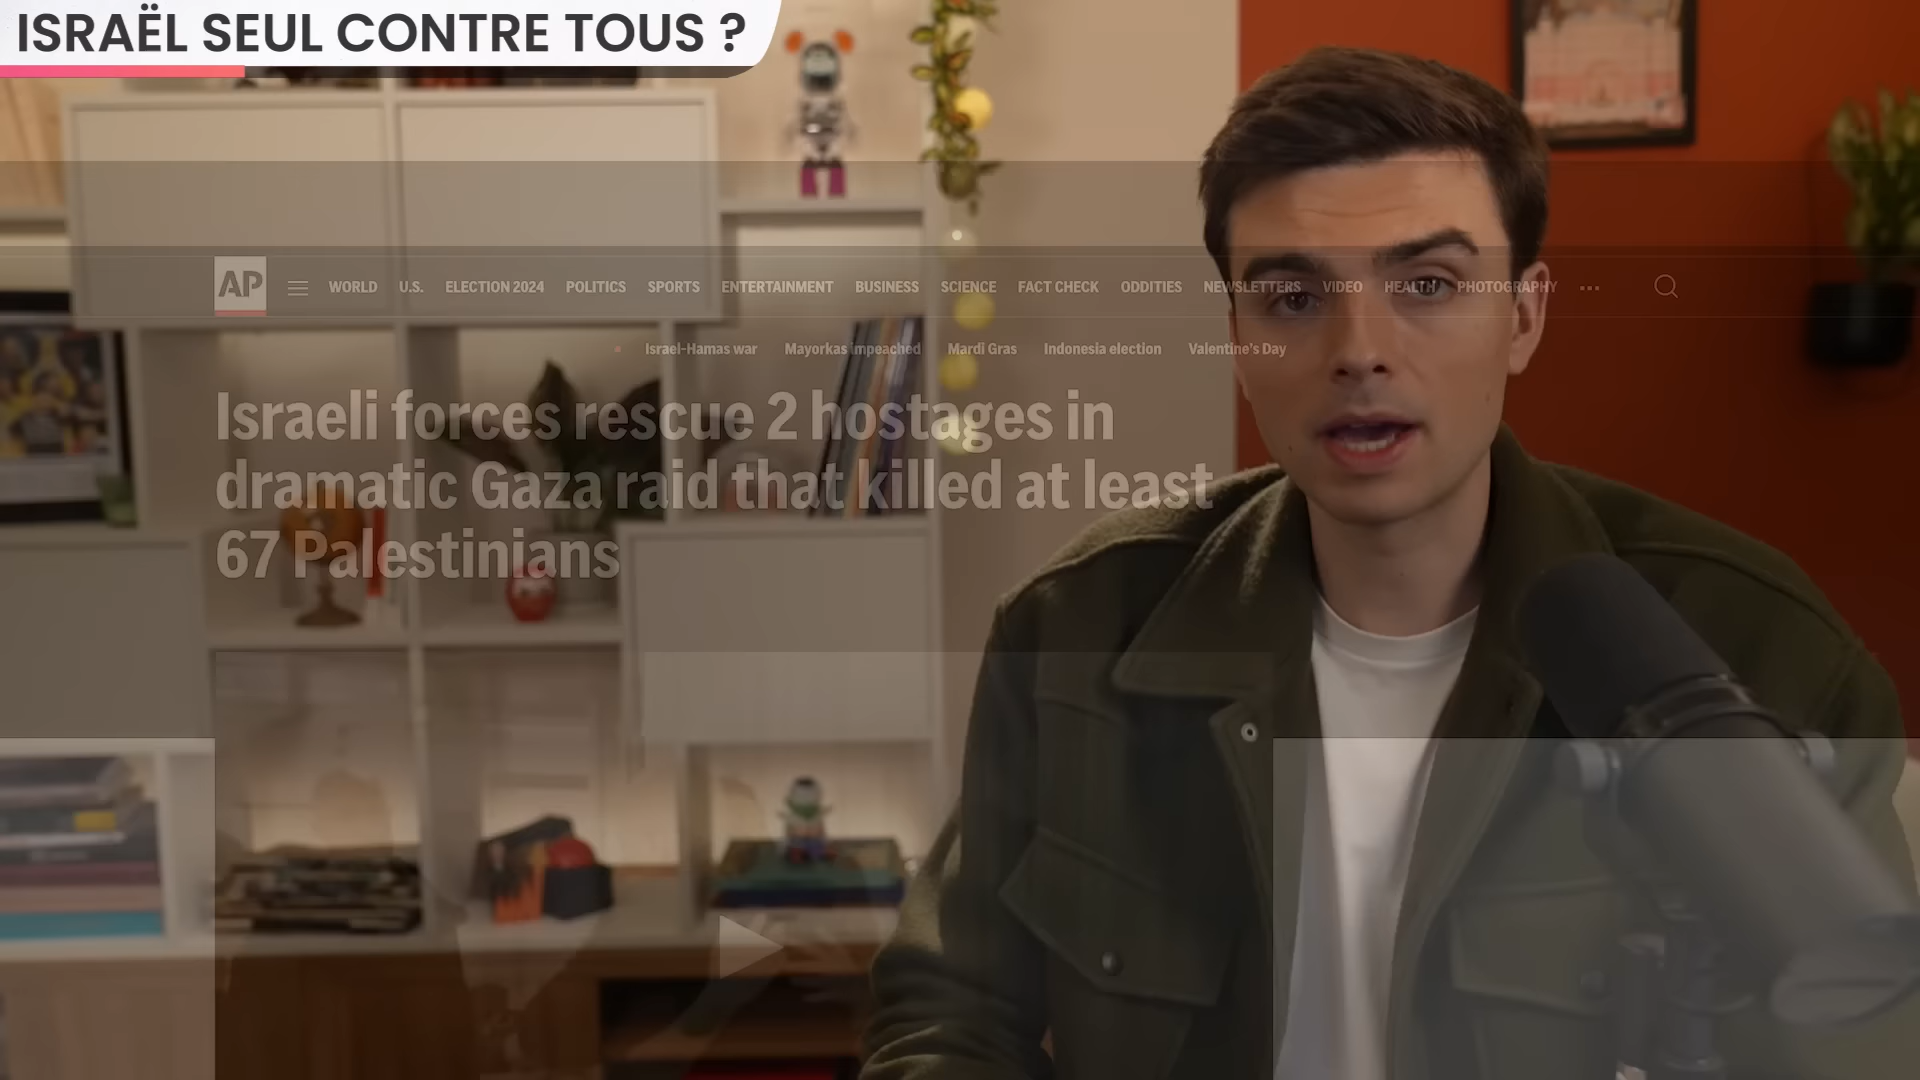 ISRAËL SEUL CONTRE TOUS ?
AP WORLD U.S. ELECTION 2024 POLITICS SPORTS ENTERTAINMENT BUSINESS SCIENCE FACT CHECK ODDITIES NEWSLETTERS VIDEO HEALTH PHOTOGRAPHY ...
Israel-Hamas war Mayorkas impeached Mardi Gras Indonesia election Valentine's Day
Israeli forces rescue 2 hostages in
dramatic Gaza raid that killed at least
67 Palestinians